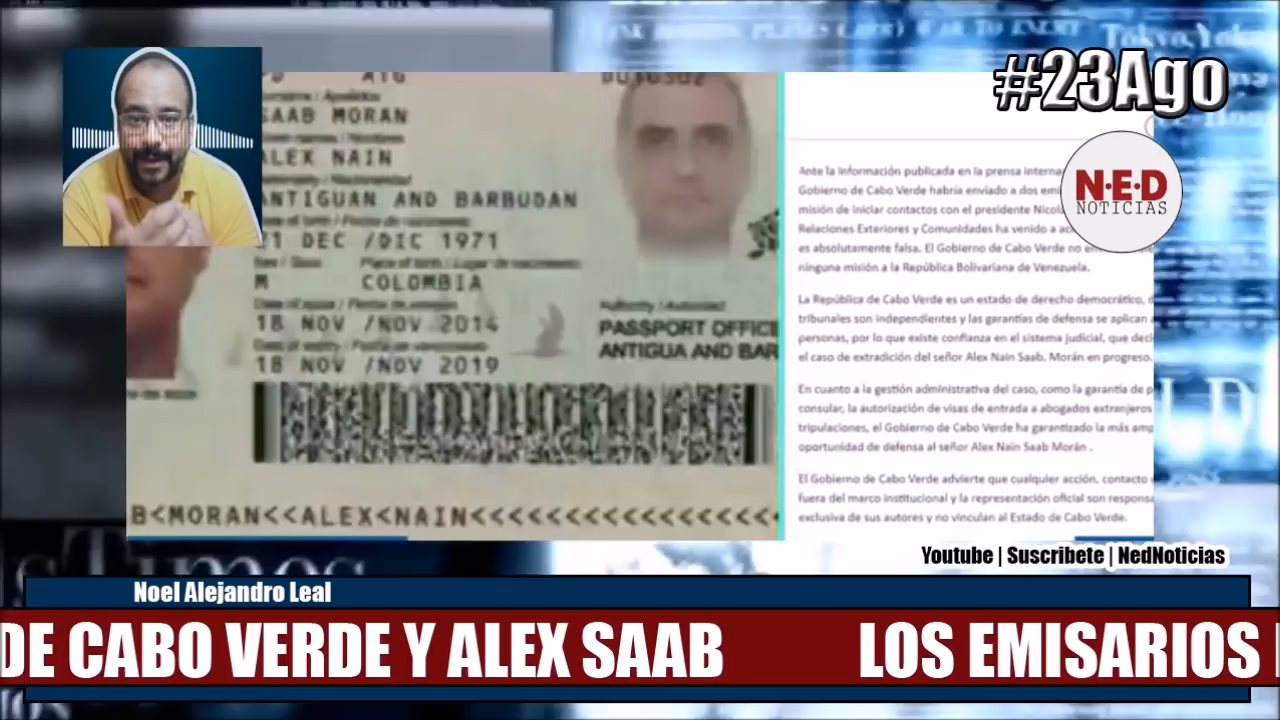 #23Ago
N·E·D
NOTICIAS
SAAB MORAN
ALEX NAIN
ANTIGUAN AND BARBUDAN
21 DEC /DIC 1971
M COLOMBIA
18 NOV /NOV 2014
18 NOV /NOV 2019
PASSPORT OFFICE
ANTIGUA AND BAR
B<MORAN<<ALEX<NAIN<<<<<<<<<<<<<<<<
Ante la información publicada en la prensa interna
Gobierno de Cabo Verde habría enviado a dos emi
misión de iniciar contactos con el presidente Nicol
Relaciones Exteriores y Comunidades ha venido a
es absolutamente falsa. El Gobierno de Cabo Verde no
ninguna misión a la República Bolivariana de Venezuela.
La República de Cabo Verde es un estado de derecho democrático,
tribunales son independientes y las garantías de defensa se aplican a
personas, por lo que existe confianza en el sistema judicial, que deci
el caso de extradición del señor Alex Nain Saab. Morán en progreso.
En cuanto a la gestión administrativa del caso, como la garantía de p
consular, la autorización de visas de entrada a abogados extranjeros
tripulaciones, el Gobierno de Cabo Verde ha garantizado la más amp
oportunidad de defensa al señor Alex Nain Saab Morán .
El Gobierno de Cabo Verde advierte que cualquier acción, contacto
fuera del marco institucional y la representación oficial son responsa
exclusiva de sus autores y no vinculan al Estado de Cabo Verde.
Youtube | Suscribete | NedNoticias
Noel Alejandro Leal
DE CABO VERDE Y ALEX SAAB LOS EMISARIOS